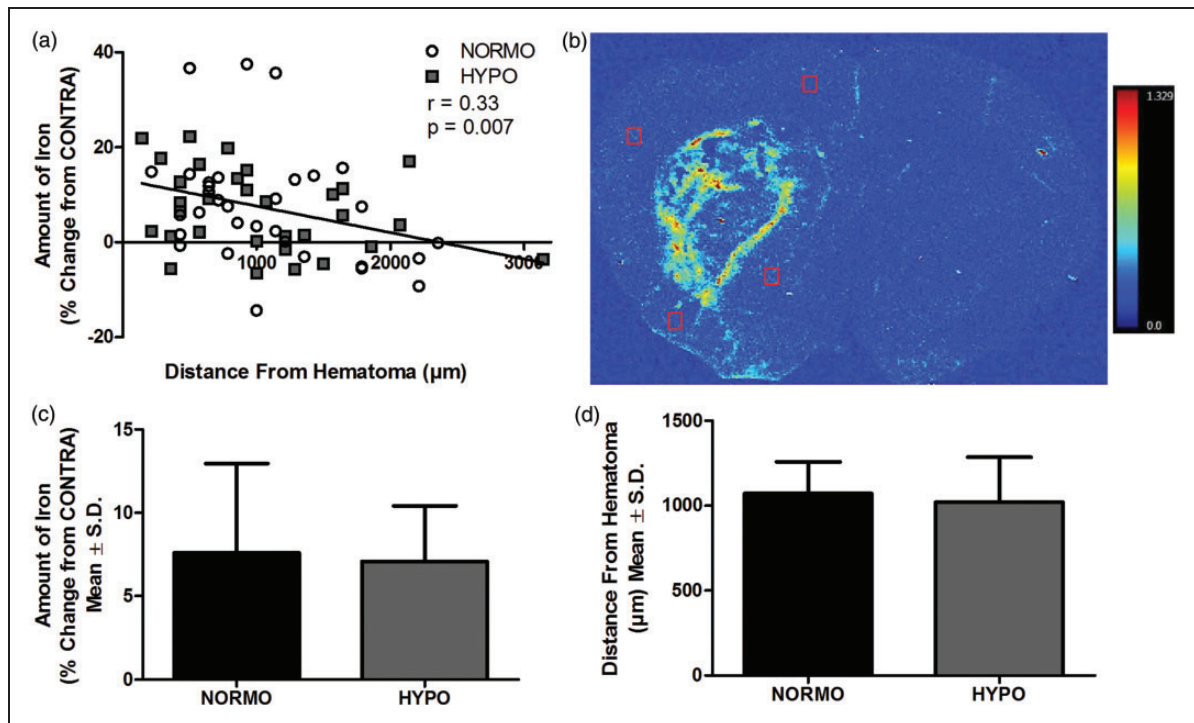 (a)
Amount of Iron
(% Change from CONTRA)
40
20
0
-20
1000
2000
3000
NORMO
HYPO
r = 0.33
p = 0.007
Distance From Hematoma (µm)
(b)
1.329
0.0
(c)
Amount of Iron
(% Change from CONTRA)
Mean ± S.D.
15
10
5
0
NORMO
HYPO
(d)
Distance From Hematoma
(µm) Mean ± S.D.
1500
1000
500
0
NORMO
HYPO